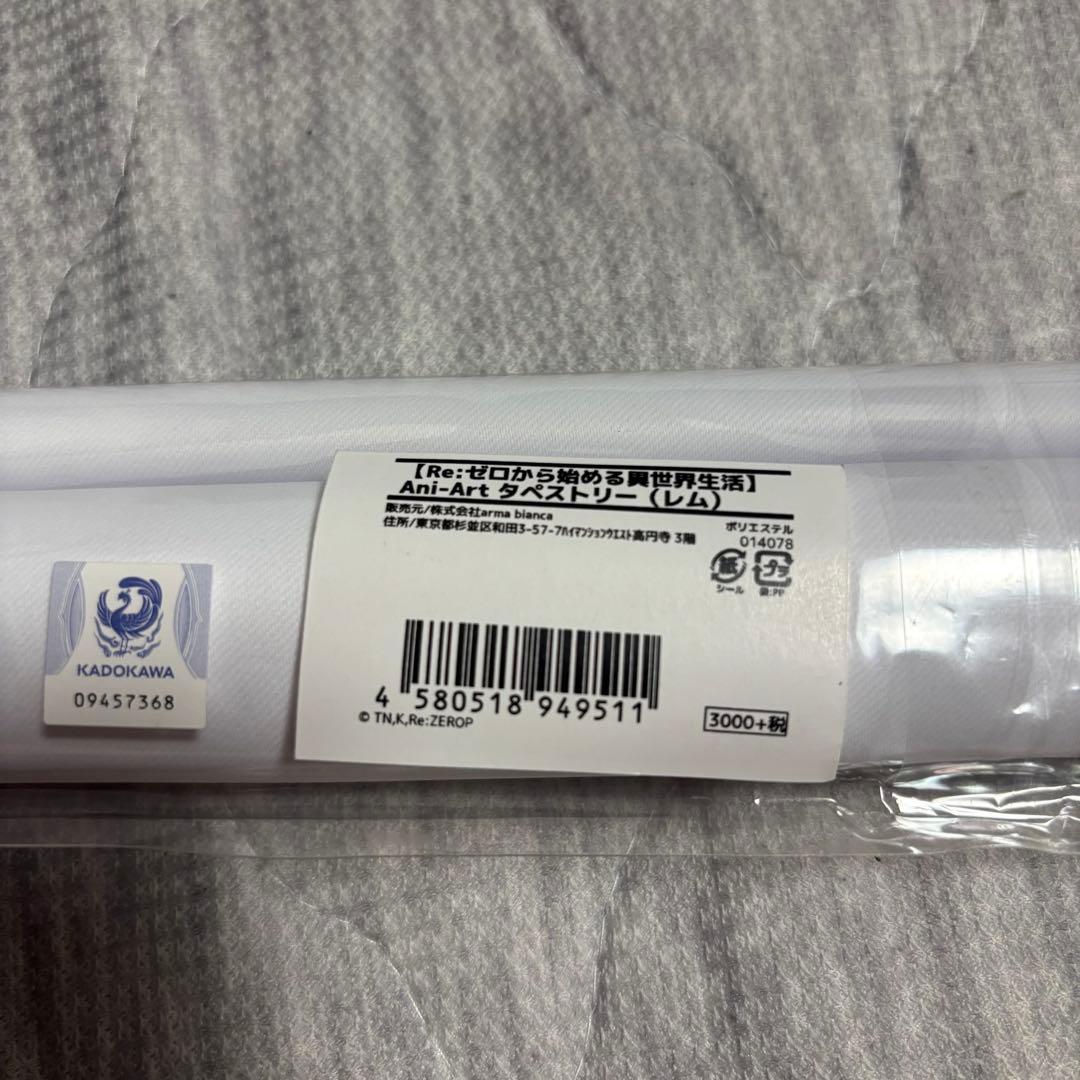 【Re:ゼロから始める異世界生活】
Ani-Art タペストリー（レム）
販売元/株式会社arma bianca
住所/東京都杉並区和田3-57-7ﾊｲﾏﾝｼｮﾝｳｴｽﾄ高円寺 3階
ポリエステル
014078
紙
シール
プラ
袋:PP
KADOKAWA
09457368
4 580518 949511
© TN,K,Re:ZEROP
3000+税